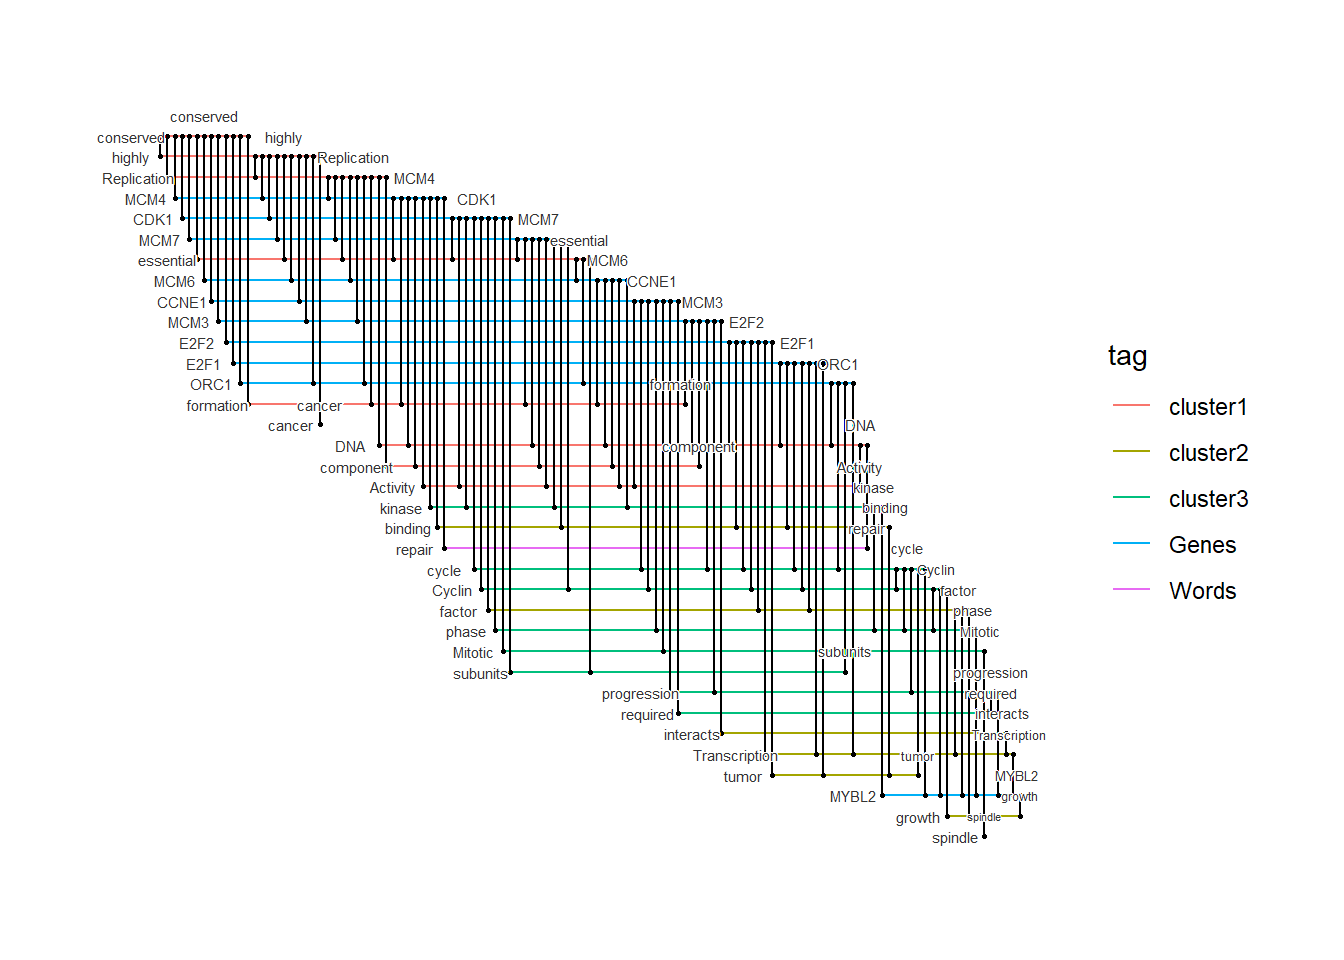 conserved
conserved
highly
highly
Replication
Replication
MCM4
MCM4
CDK1
CDK1
MCM7
MCM7
essential
essential
MCM6
MCM6
CCNE1
CCNE1
MCM3
MCM3
E2F2
E2F2
E2F1
E2F1
ORC1
ORC1
formation
formation
cancer
cancer
DNA
DNA
component
component
Activity
Activity
kinase
kinase
binding
binding
repair
repair
cycle
cycle
Cyclin
Cyclin
factor
factor
phase
phase
Mitotic
Mitotic
subunits
subunits
progression
progression
required
required
interacts
interacts
Transcription
Transcription
tumor
tumor
MYBL2
MYBL2
growth
growth
spindle
spindle
tag
cluster1
cluster2
cluster3
Genes
Words